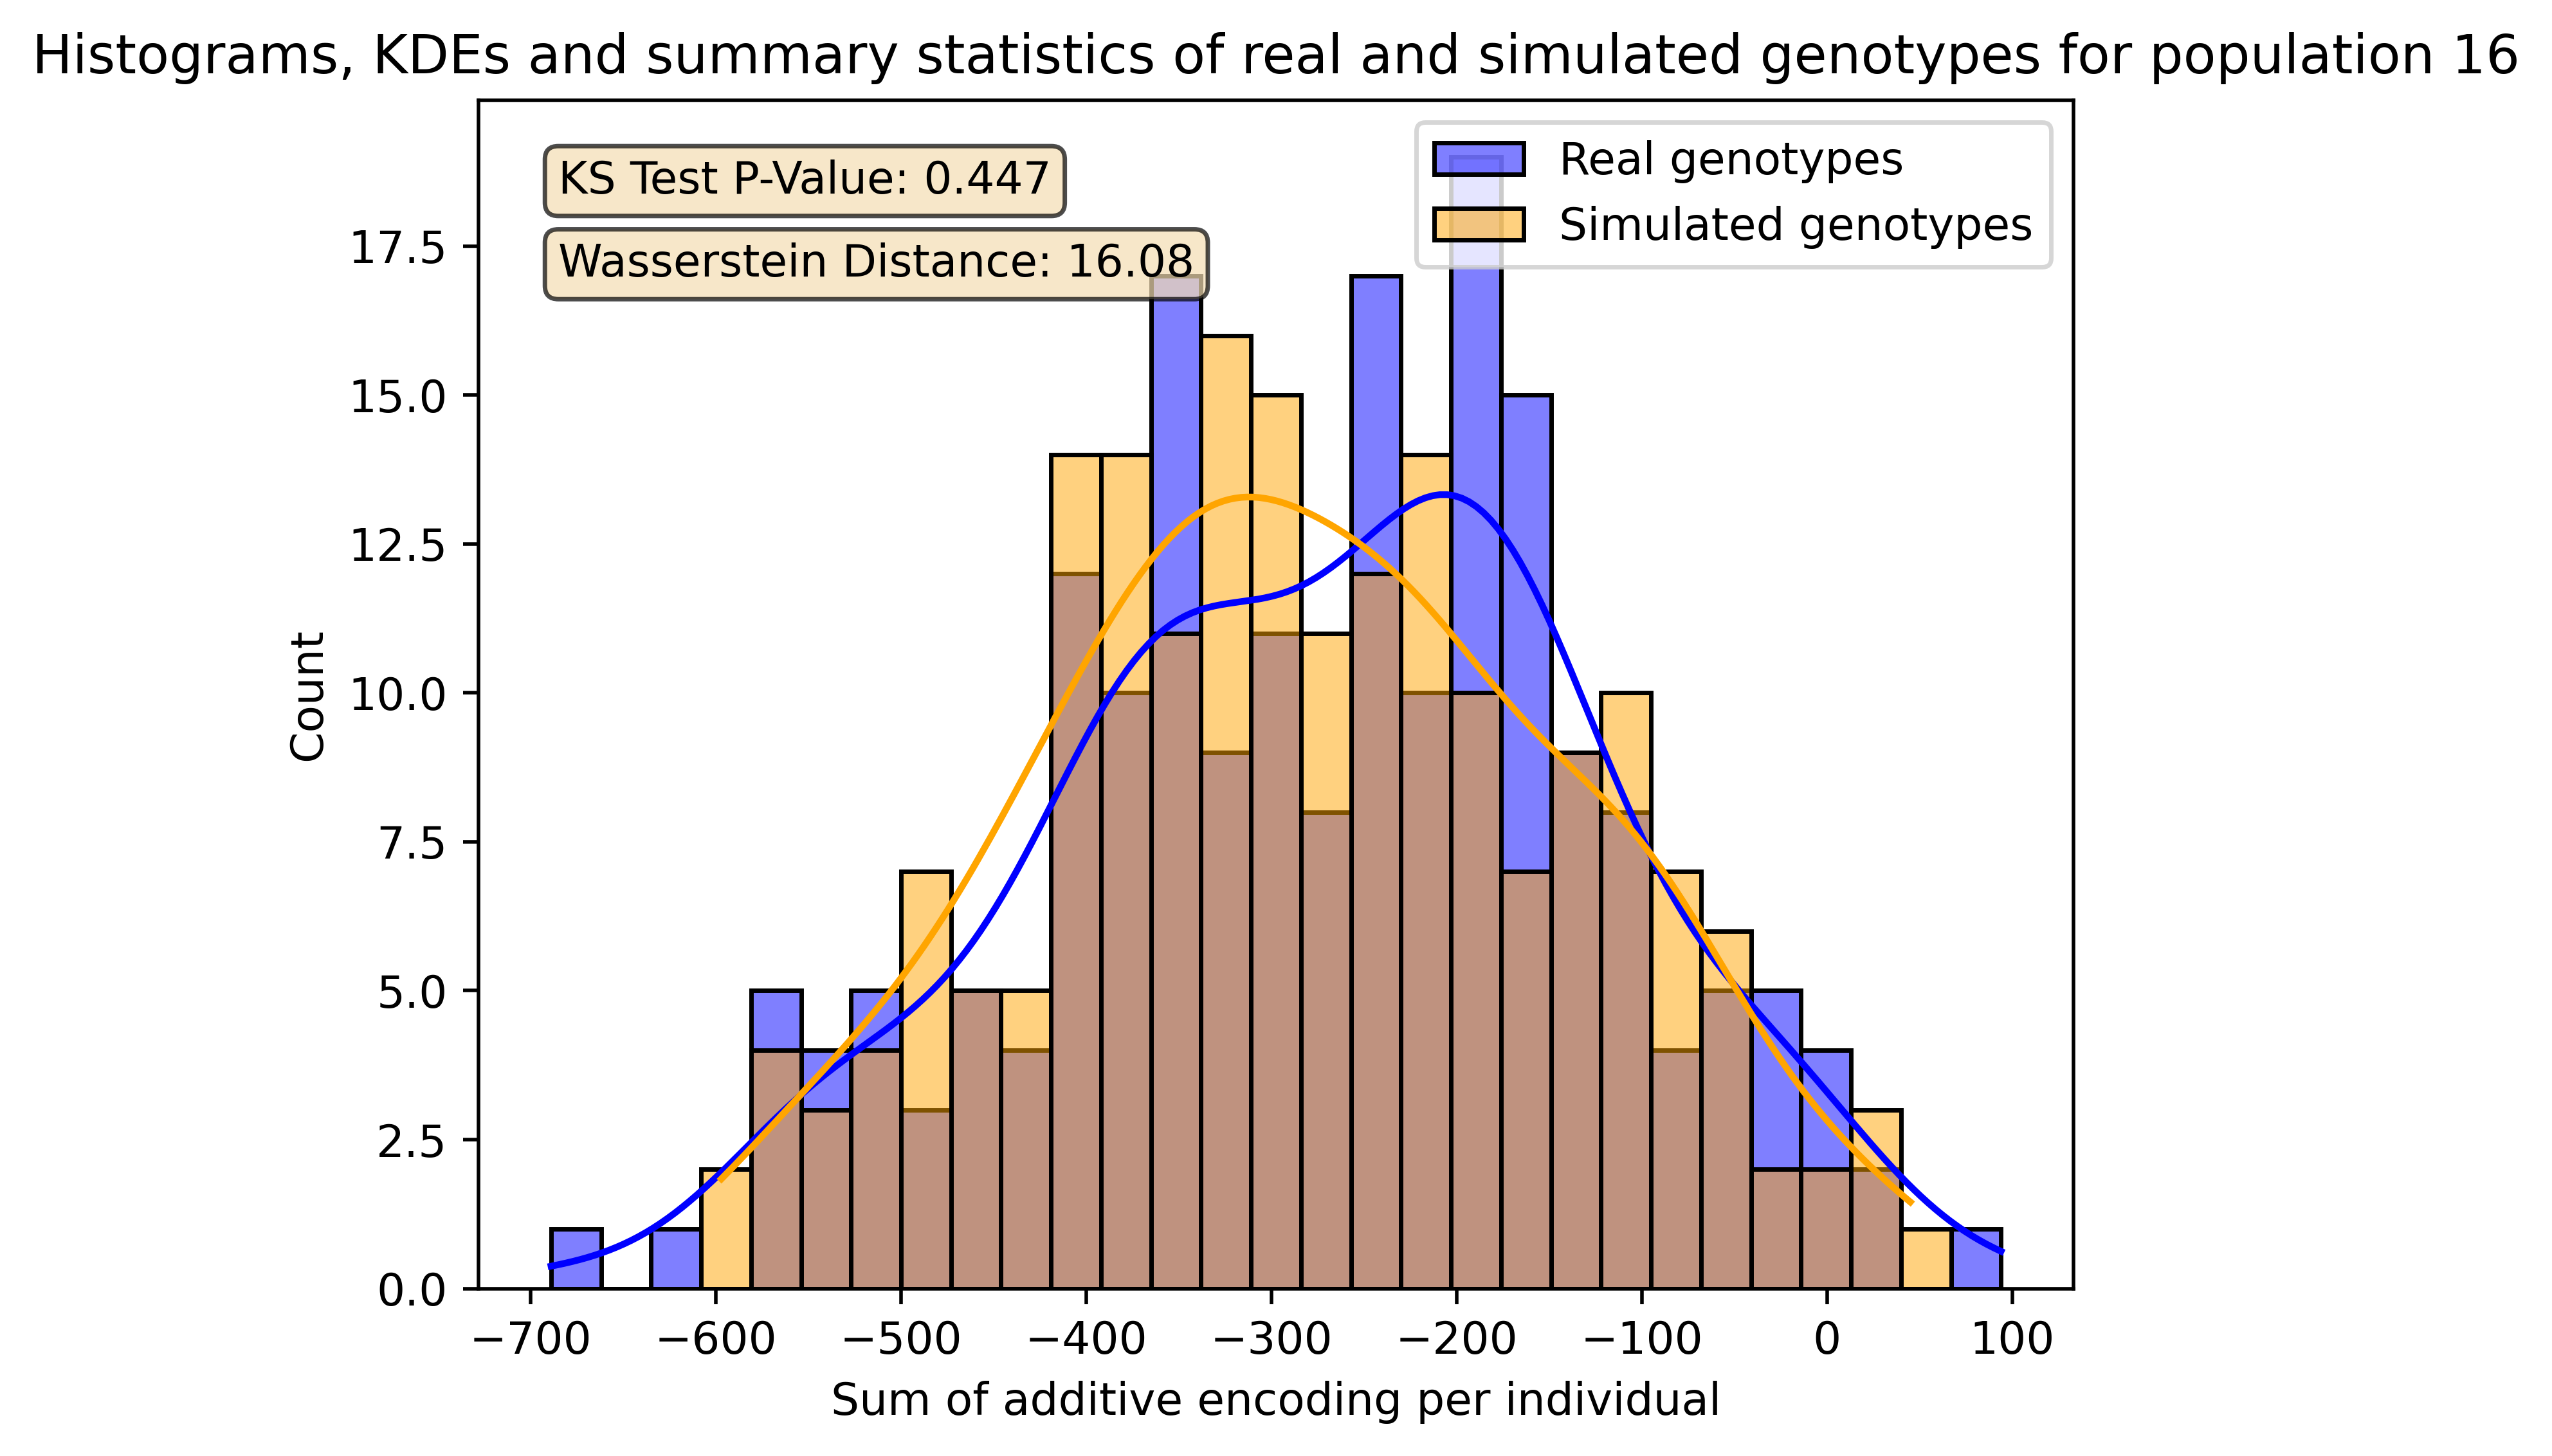 Histograms, KDEs and summary statistics of real and simulated genotypes for population 16
KS Test P-Value: 0.447
Wasserstein Distance: 16.08
Real genotypes
Simulated genotypes
17.5
15.0
12.5
10.0
7.5
5.0
2.5
0.0
Count
−700 −600 −500 −400 −300 −200 −100 0 100
Sum of additive encoding per individual